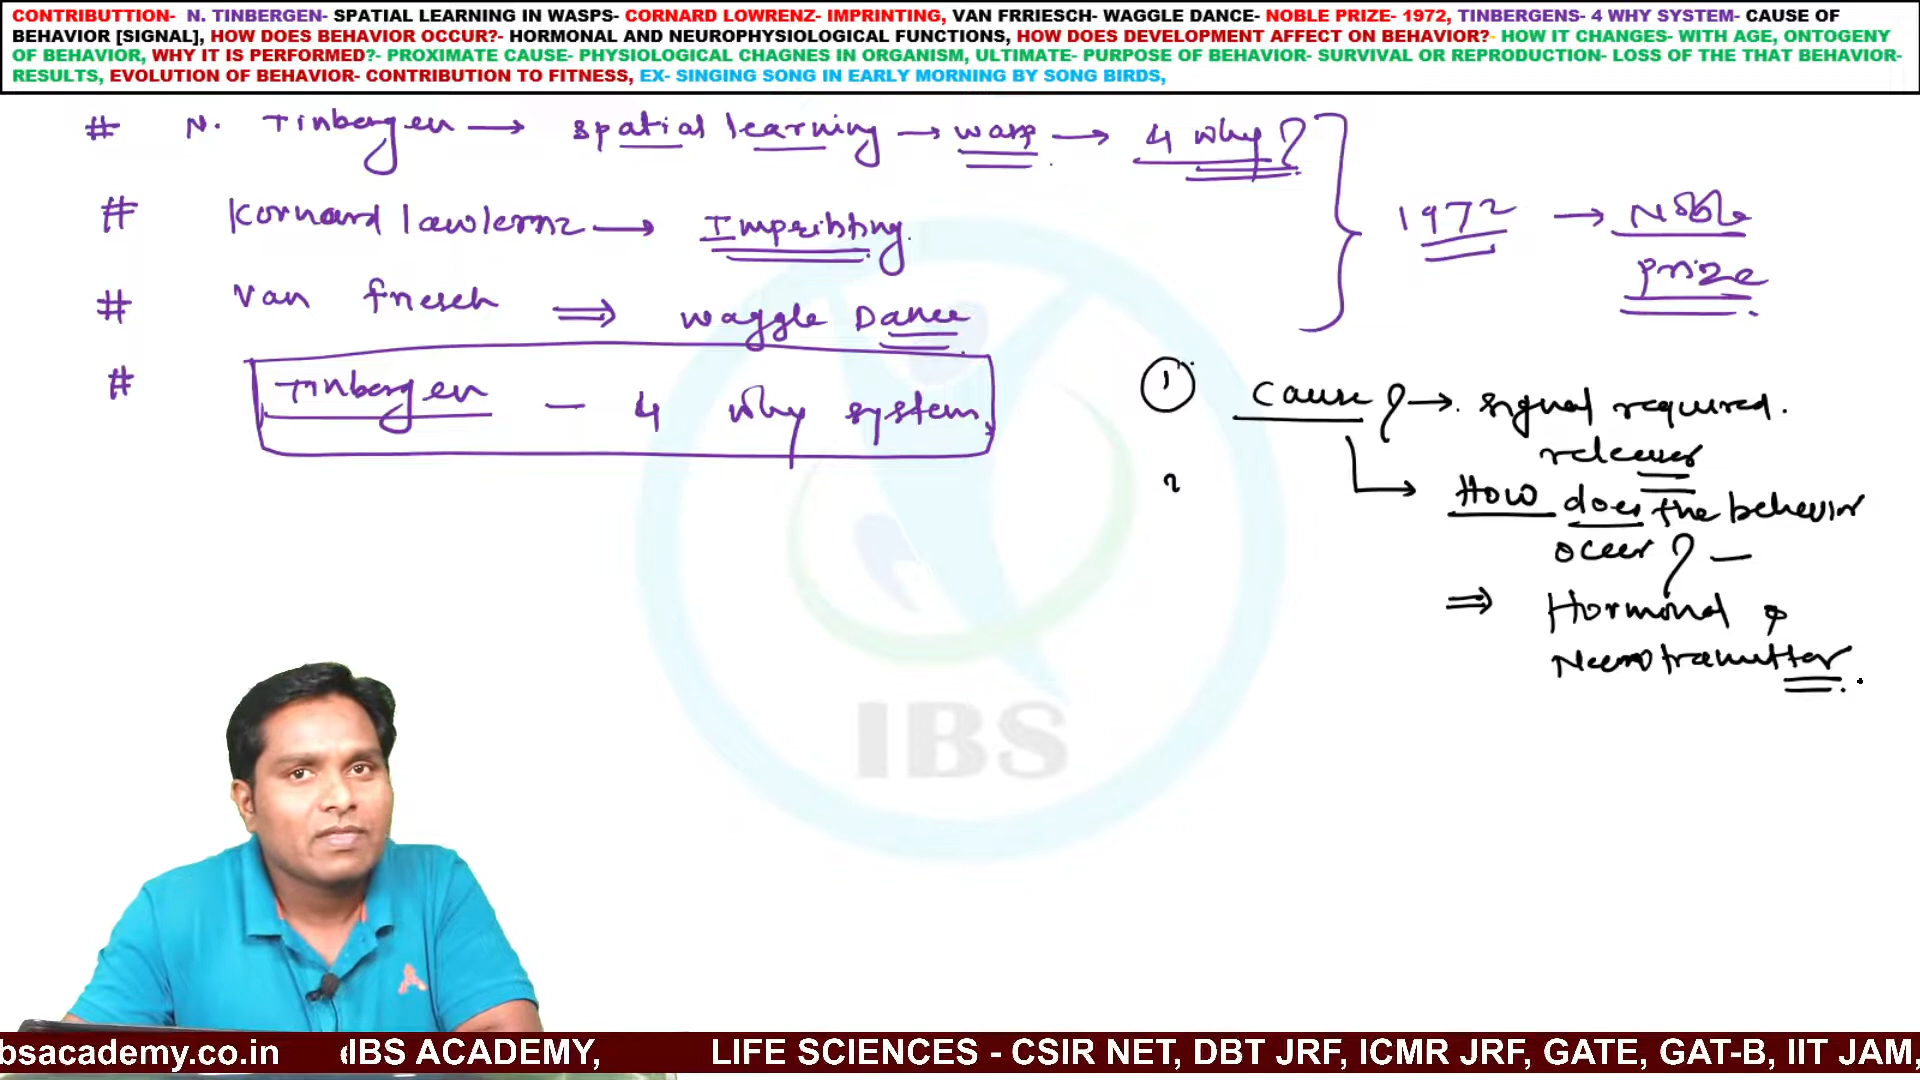 CONTRIBUTTION- N. TINBERGEN- SPATIAL LEARNING IN WASPS- CORNARD LOWRENZ- IMPRINTING, VAN FRRIESCH- WAGGLE DANCE- NOBLE PRIZE- 1972, TINBERGENS- 4 WHY SYSTEM- CAUSE OF
BEHAVIOR [SIGNAL], HOW DOES BEHAVIOR OCCUR?- HORMONAL AND NEUROPHYSIOLOGICAL FUNCTIONS, HOW DOES DEVELOPMENT AFFECT ON BEHAVIOR?- HOW IT CHANGES- WITH AGE, ONTOGENY
OF BEHAVIOR, WHY IT IS PERFORMED?- PROXIMATE CAUSE- PHYSIOLOGICAL CHAGNES IN ORGANISM, ULTIMATE- PURPOSE OF BEHAVIOR- SURVIVAL OR REPRODUCTION- LOSS OF THE THAT BEHAVIOR-
RESULTS, EVOLUTION OF BEHAVIOR- CONTRIBUTION TO FITNESS, EX- SINGING SONG IN EARLY MORNING BY SONG BIRDS,
# N. Tinbergen → spatial learning → wasp → 4 why?
# Kornard lawlernz → Impribting.
1972 → Noble
prize
# Van friesch ⇒ waggle Dance
# Tinbergen - 4 why system
1 cause? → signal required.
releaser
2
→ How does the behavior
occur? -
⇒ Hormonal &
Neurotramitter.
IBS
bsacademy.co.in IBS ACADEMY, LIFE SCIENCES - CSIR NET, DBT JRF, ICMR JRF, GATE, GAT-B, IIT JAM,